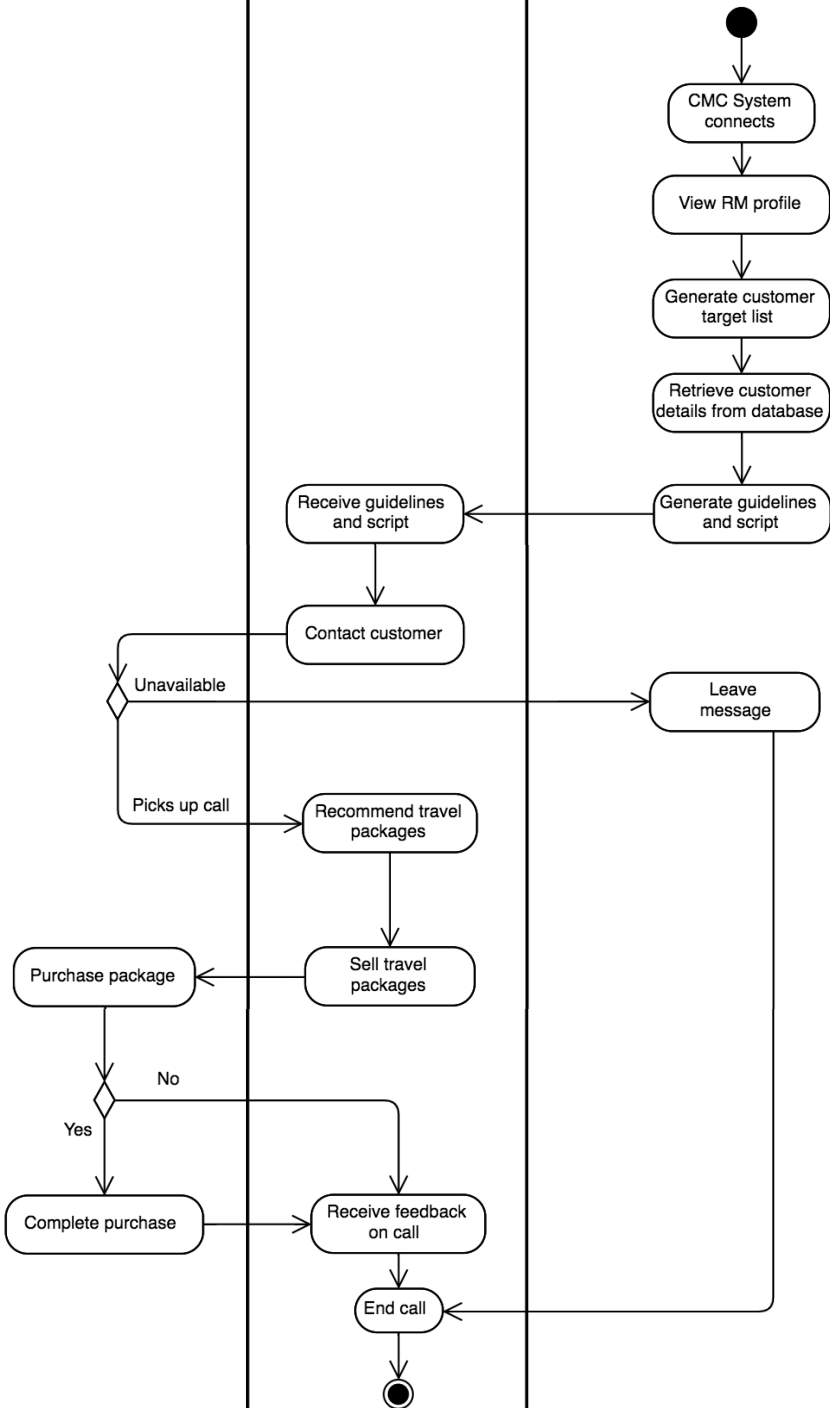 CMC System
connects
View RM profile
Generate customer
target list
Retrieve customer
details from database
Generate guidelines
and script
Receive guidelines
and script
Contact customer
Unavailable
Leave
message
Picks up call
Recommend travel
packages
Sell travel
packages
Purchase package
No
Yes
Complete purchase
Receive feedback
on call
End call